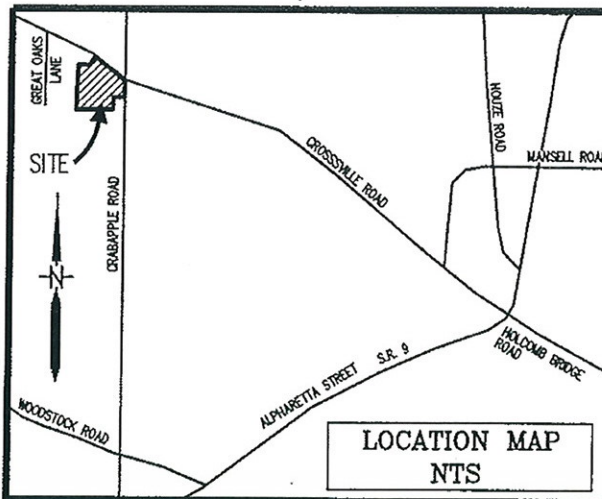 GREAT OAKS
LANE
SITE
N
CRABAPPLE ROAD
CROSSVILLE ROAD
HOUZE ROAD
MANSELL ROAD
HOLCOMB BRIDGE
ROAD
ALPHARETTA STREET S.R. 9
WOODSTOCK ROAD
LOCATION MAP
NTS